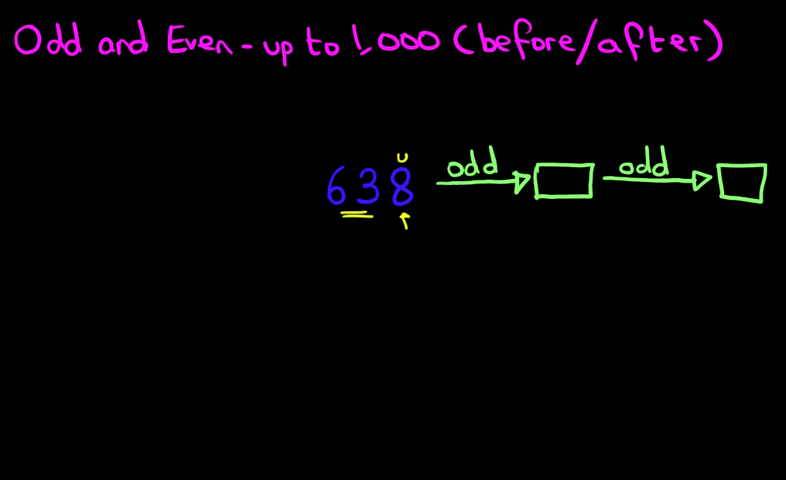 Odd and Even - up to 1,000 (before/after)
U
638 odd odd